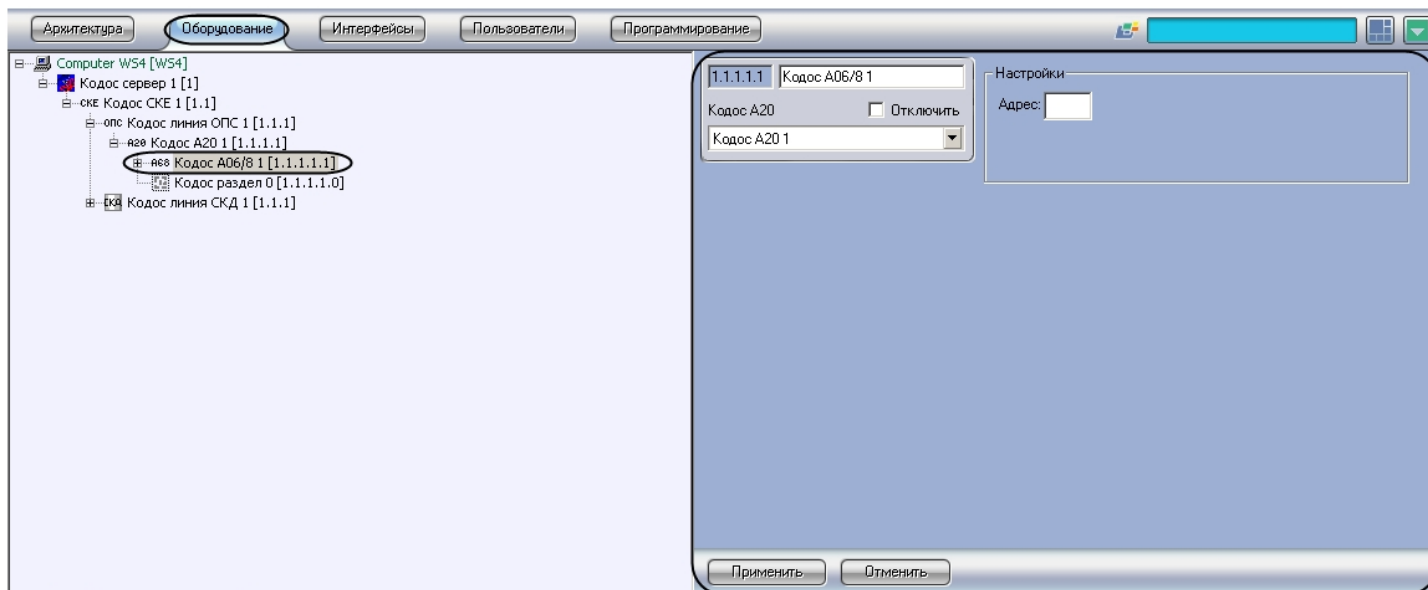 Архитектура Оборудование Интерфейсы Пользователи Программирование
Computer WS4 [WS4]
Кодос сервер 1 [1]
СКЕ Кодос СКЕ 1 [1.1]
ОПС Кодос линия ОПС 1 [1.1.1]
А20 Кодос А20 1 [1.1.1.1]
А68 Кодос А06/8 1 [1.1.1.1.1]
Кодос раздел 0 [1.1.1.1.0]
СКД Кодос линия СКД 1 [1.1.1]
1.1.1.1.1 Кодос А06/8 1
Кодос А20 Отключить
Кодос А20 1
Настройки
Адрес:
Применить Отменить